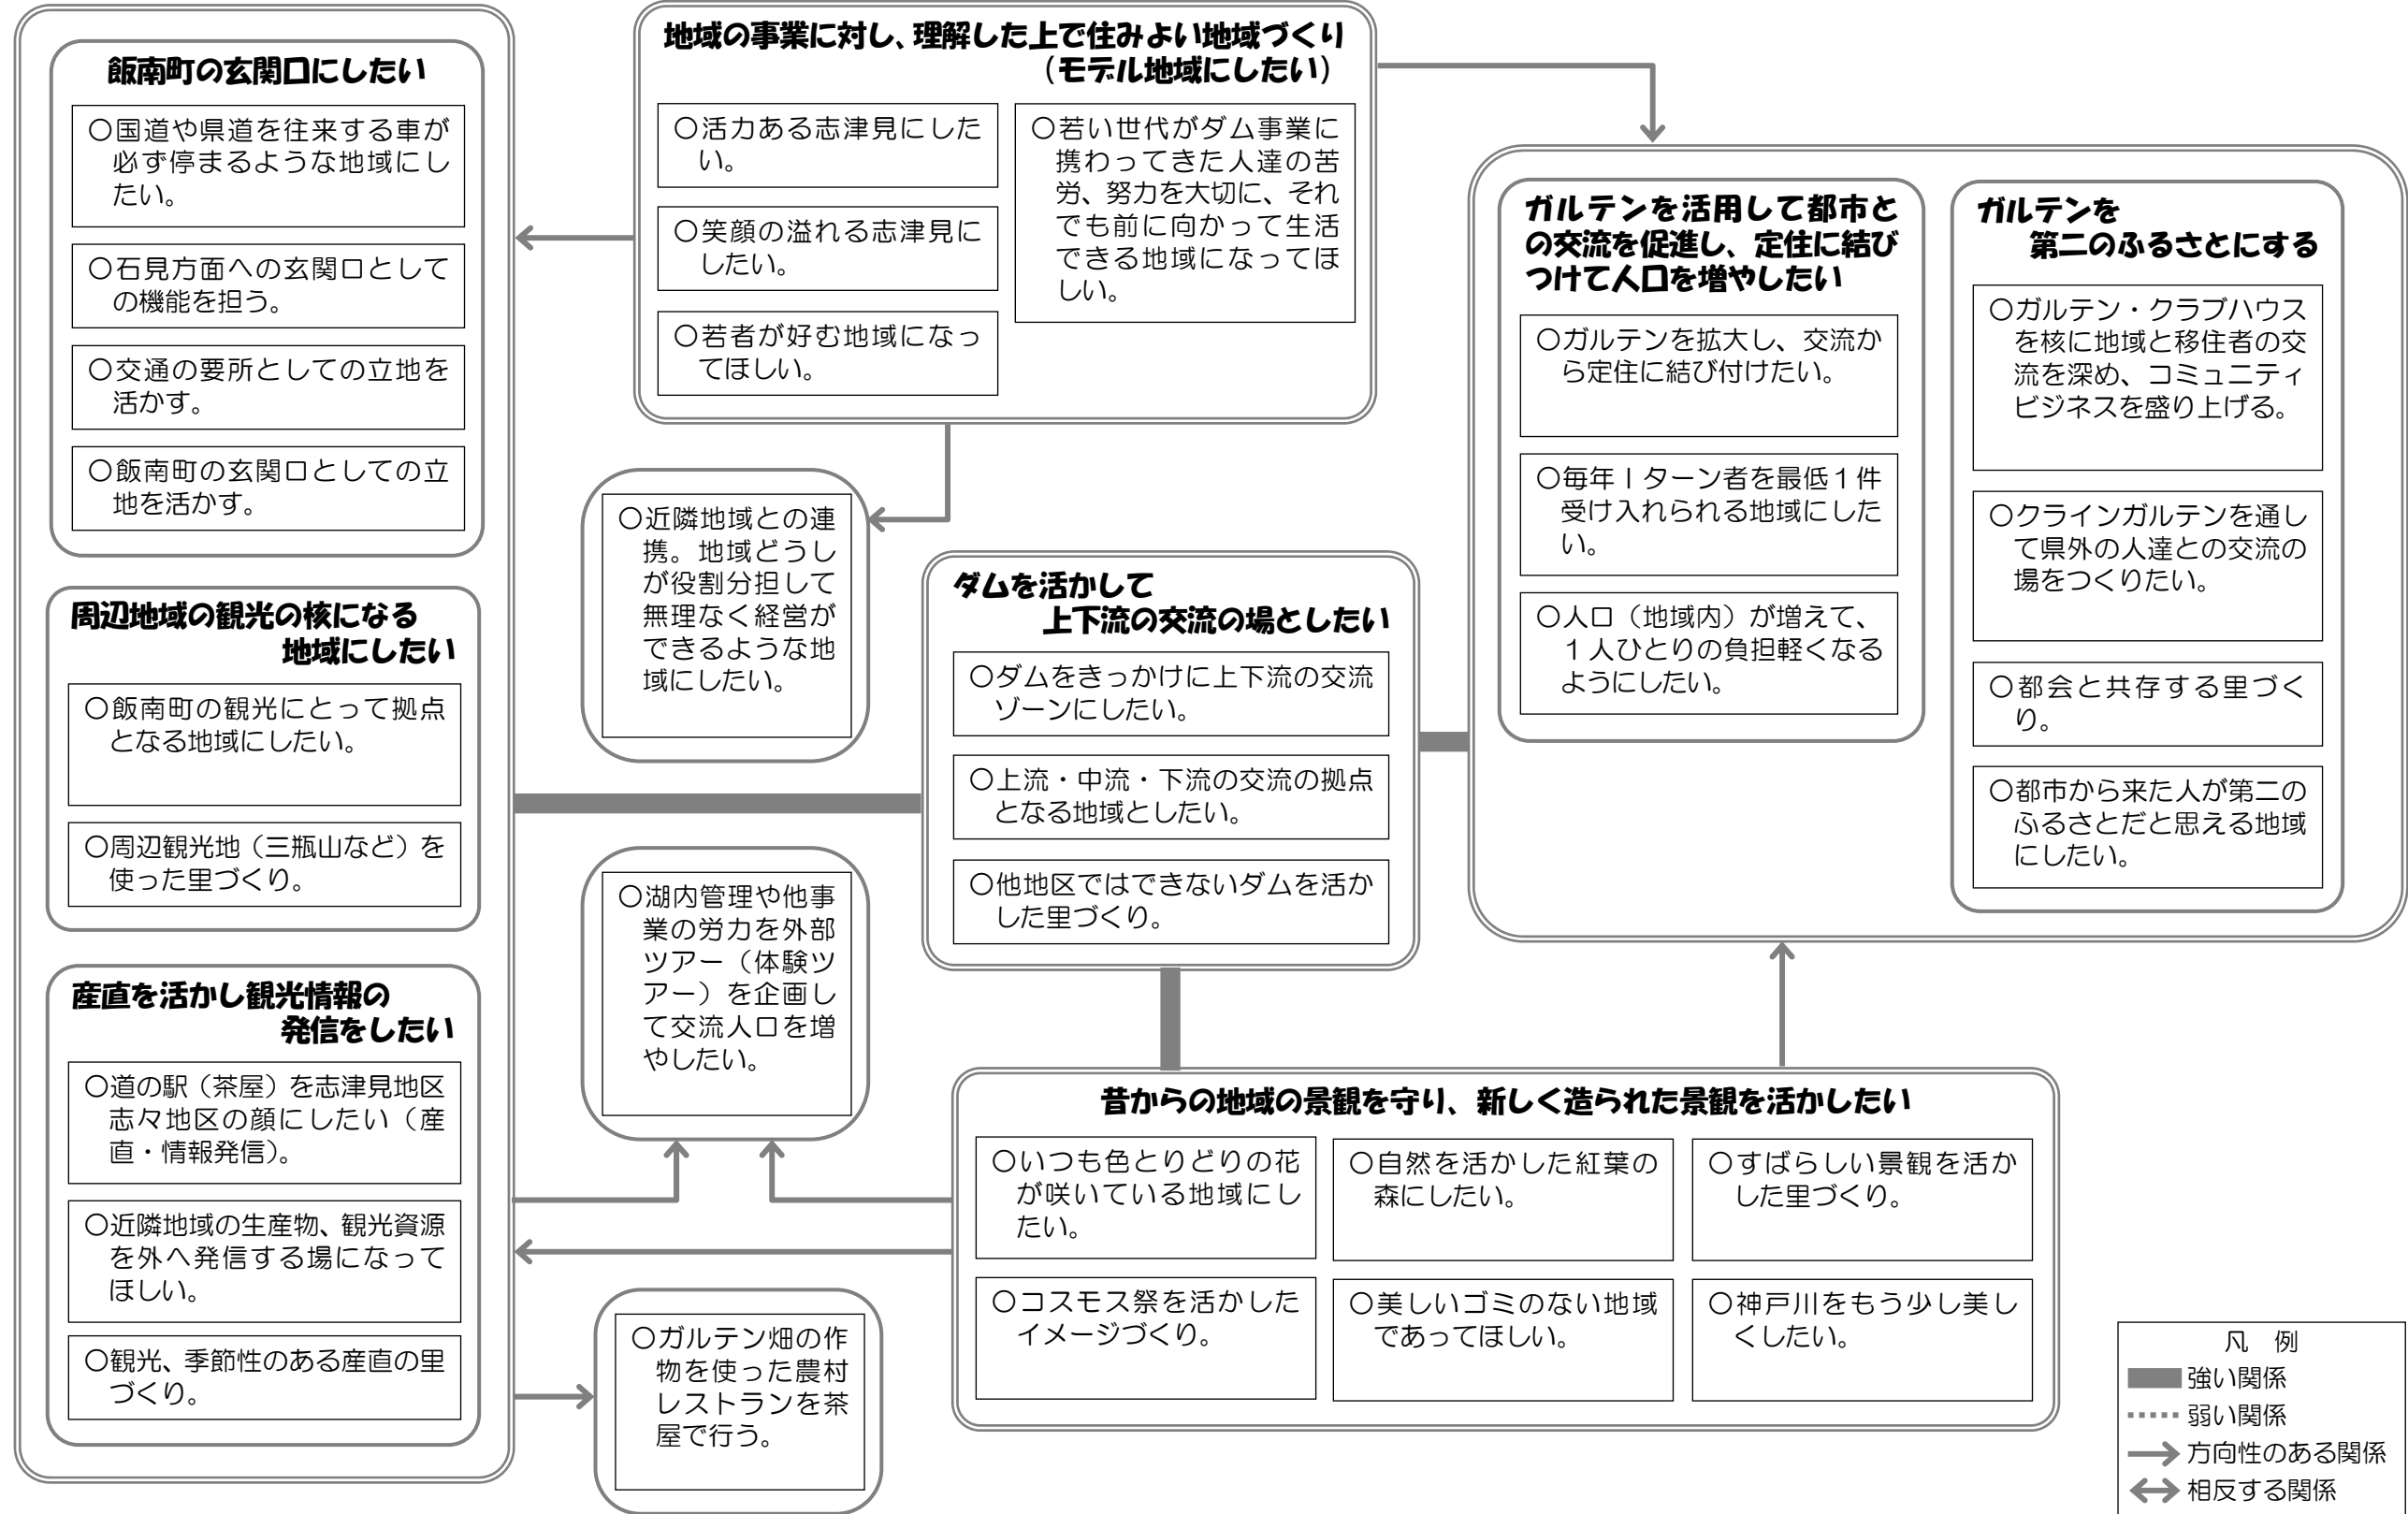 飯南町の玄関口にしたい
〇国道や県道を往来する車が
必ず停まるような地域にし
たい。
〇石見方面への玄関口として
の機能を担う。
〇交通の要所としての立地を
活かす。
〇飯南町の玄関口としての立
地を活かす。
周辺地域の観光の核になる
地域にしたい
〇飯南町の観光にとって拠点
となる地域にしたい。
〇周辺観光地（三瓶山など）を
使った里づくり。
産直を活かし観光情報の
発信をしたい
〇道の駅（茶屋）を志津見地区
志々地区の顔にしたい（産
直・情報発信）。
〇近隣地域の生産物、観光資源
を外へ発信する場になって
ほしい。
〇観光、季節性のある産直の里
づくり。
地域の事業に対し、理解した上で住みよい地域づくり
（モデル地域にしたい）
〇活力ある志津見にした
い。
〇笑顔の溢れる志津見に
したい。
〇若者が好む地域になっ
てほしい。
〇若い世代がダム事業に
携わってきた人達の苦
労、努力を大切に、それ
でも前に向かって生活
できる地域になってほ
しい。
〇近隣地域との連
携。地域どうし
が役割分担して
無理なく経営が
できるような地
域にしたい。
ダムを活かして
上下流の交流の場としたい
〇ダムをきっかけに上下流の交流
ゾーンにしたい。
〇上流・中流・下流の交流の拠点
となる地域としたい。
〇他地区ではできないダムを活か
した里づくり。
〇湖内管理や他事
業の労力を外部
ツアー（体験ツ
アー）を企画し
て交流人口を増
やしたい。
〇ガルテン畑の作
物を使った農村
レストランを茶
屋で行う。
ガルテンを活用して都市と
の交流を促進し、定住に結び
つけて人口を増やしたい
〇ガルテンを拡大し、交流か
ら定住に結び付けたい。
〇毎年Ｉターン者を最低１件
受け入れられる地域にした
い。
〇人口（地域内）が増えて、
１人ひとりの負担軽くなる
ようにしたい。
ガルテンを
第二のふるさとにする
〇ガルテン・クラブハウス
を核に地域と移住者の交
流を深め、コミュニティ
ビジネスを盛り上げる。
〇クラインガルテンを通し
て県外の人達との交流の
場をつくりたい。
〇都会と共存する里づく
り。
〇都市から来た人が第二の
ふるさとだと思える地域
にしたい。
昔からの地域の景観を守り、新しく造られた景観を活かしたい
〇いつも色とりどりの花
が咲いている地域にし
たい。
〇自然を活かした紅葉の
森にしたい。
〇すばらしい景観を活か
した里づくり。
〇コスモス祭を活かした
イメージづくり。
〇美しいゴミのない地域
であってほしい。
〇神戸川をもう少し美し
くしたい。
凡　例
強い関係
弱い関係
方向性のある関係
相反する関係